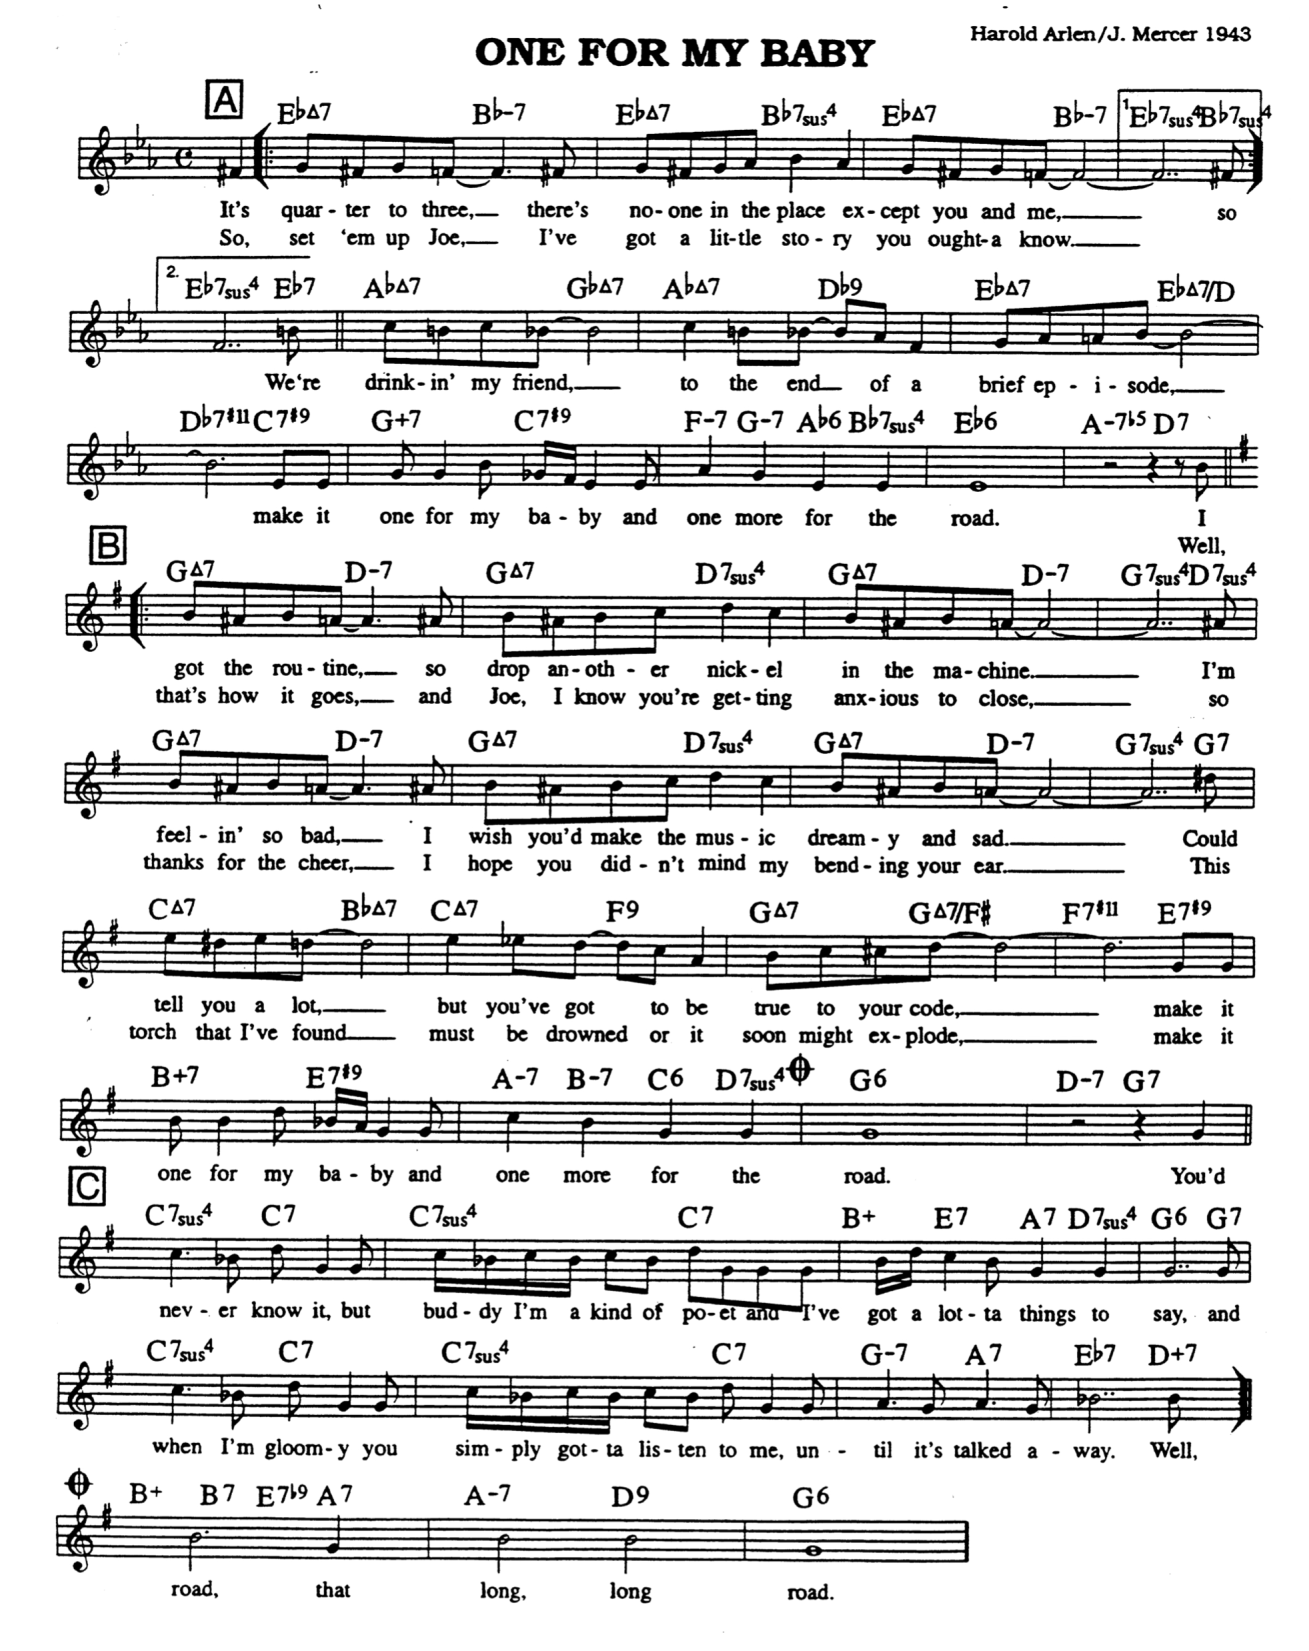 Harold Arlen/J. Mercer 1943
ONE FOR MY BABY
A
E♭Δ7 B♭-7 E♭Δ7 B♭7sus4 E♭Δ7 B♭-7 1. E♭7sus4 B♭7sus4
It's quar - ter to three, there's no-one in the place ex - cept you and me, so
So, set 'em up Joe, I've got a lit-tle sto - ry you ought-a know.
2. E♭7sus4 E♭7 A♭Δ7 G♭Δ7 A♭Δ7 D♭9 E♭Δ7 E♭Δ7/D
We're drink - in' my friend, to the end of a brief ep - i - sode,
D♭7#11 C7#9 G+7 C7#9 F-7 G-7 A♭6 B♭7sus4 E♭6 A-7♭5 D7
make it one for my ba - by and one more for the road. I
Well,
B
GΔ7 D-7 GΔ7 D7sus4 GΔ7 D-7 G7sus4 D7sus4
got the rou - tine, so drop an-oth - er nick - el in the ma - chine. I'm
that's how it goes, and Joe, I know you're get - ting anx - ious to close, so
GΔ7 D-7 GΔ7 D7sus4 GΔ7 D-7 G7sus4 G7
feel - in' so bad, I wish you'd make the mus - ic dream - y and sad. Could
thanks for the cheer, I hope you did - n't mind my bend - ing your ear. This
CΔ7 B♭Δ7 CΔ7 F9 GΔ7 GΔ7/F# F7#11 E7#9
tell you a lot, but you've got to be true to your code, make it
torch that I've found must be drowned or it soon might ex - plode, make it
B+7 E7#9 A-7 B-7 C6 D7sus4 G6 D-7 G7
one for my ba - by and one more for the road. You'd
C
C7sus4 C7 C7sus4 C7 B+ E7 A7 D7sus4 G6 G7
nev - er know it, but bud - dy I'm a kind of po - et and I've got a lot - ta things to say, and
C7sus4 C7 C7sus4 C7 G-7 A7 E♭7 D+7
when I'm gloom - y you sim - ply got - ta lis - ten to me, un - til it's talked a - way. Well,
B+ B7 E7♭9 A7 A-7 D9 G6
road, that long, long road.